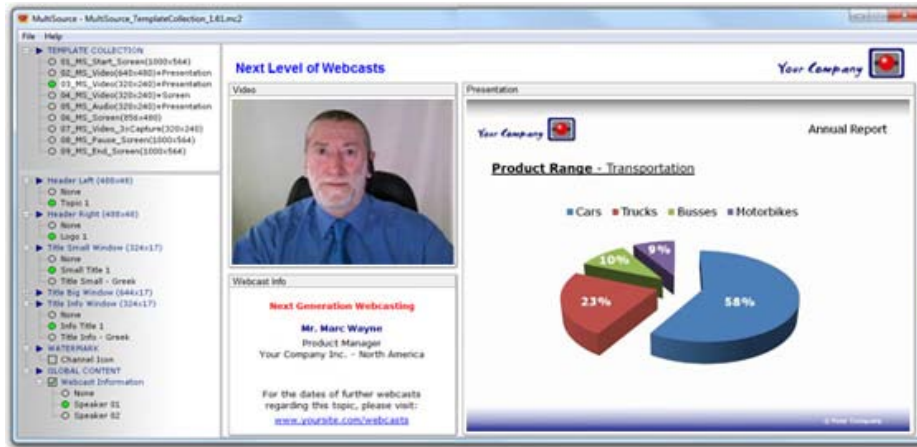 MultiSource - MultiSource_TemplateCollection_1.61.mc2
File Help
TEMPLATE COLLECTION
01_MS_Start_Screen(1000x564)
02_MS_Video(640x480)+Presentation
03_MS_Video(320x240)+Presentation
04_MS_Video(320x240)+Screen
05_MS_Audio(320x240)+Presentation
06_MS_Screen(856x480)
07_MS_Video_3xCapture(320x240)
08_MS_Pause_Screen(1000x564)
09_MS_End_Screen(1000x564)
Header Left (488x48)
None
Topic 1
Header Right (488x48)
None
Logo 1
Title Small Window (324x17)
None
Small Title 1
Title Small - Greek
Title Big Window (644x17)
Title Info Window (324x17)
None
Info Title 1
Title Info - Greek
WATERMARK
Channel Icon
GLOBAL CONTENT
Webcast Information
None
Speaker 01
Speaker 02
Next Level of Webcasts
Your Company
Video
Webcast Info
Next Generation Webcasting
Mr. Marc Wayne
Product Manager
Your Company Inc. - North America
For the dates of further webcasts
regarding this topic, please visit:
www.yoursite.com/webcasts
Presentation
Your Company
Annual Report
Product Range - Transportation
Cars Trucks Busses Motorbikes
9%
10%
23%
58%
© Your Company